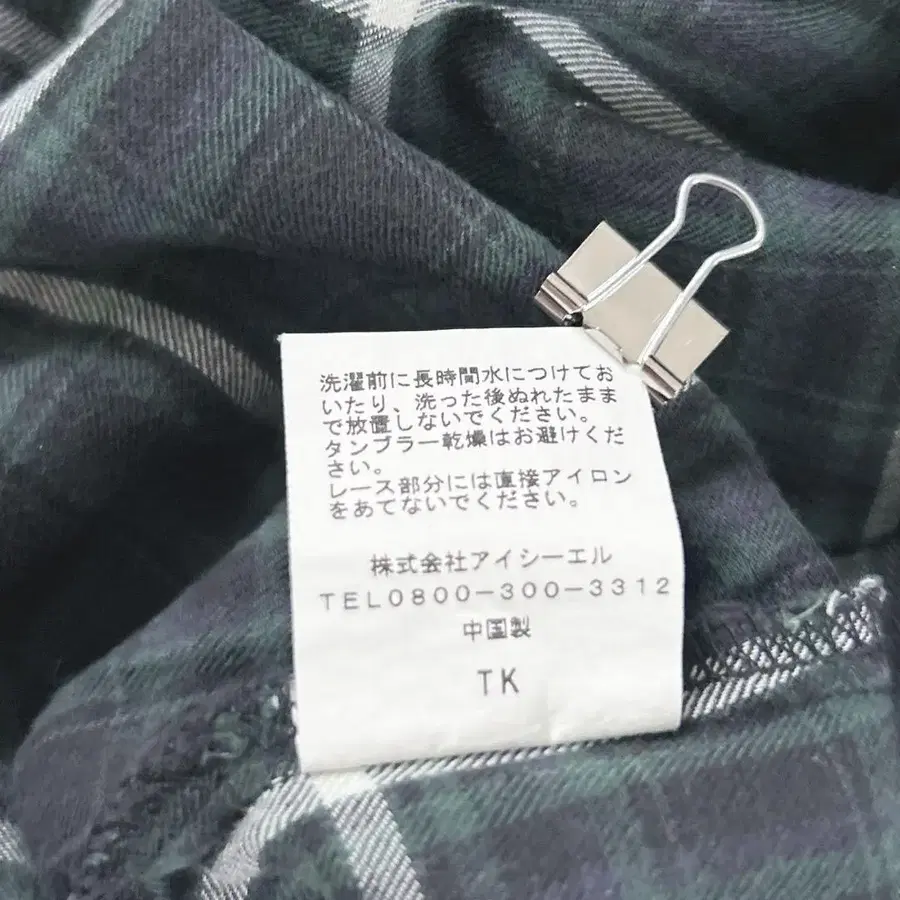 洗濯前に長時間水につけてお
いたり、洗った後ぬれたまま
で放置しないでください。
タンブラー乾燥はお避けくだ
さい。
レース部分には直接アイロン
をあてないでください。
株式会社アイシーエル
TEL0800-300-3312
中国製
TK